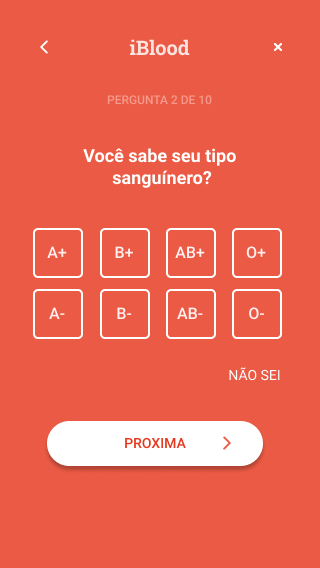 iBlood
PERGUNTA 2 DE 10
Você sabe seu tipo
sanguínero?
A+ B+ AB+ O+
A- B- AB- O-
NÃO SEI
PROXIMA